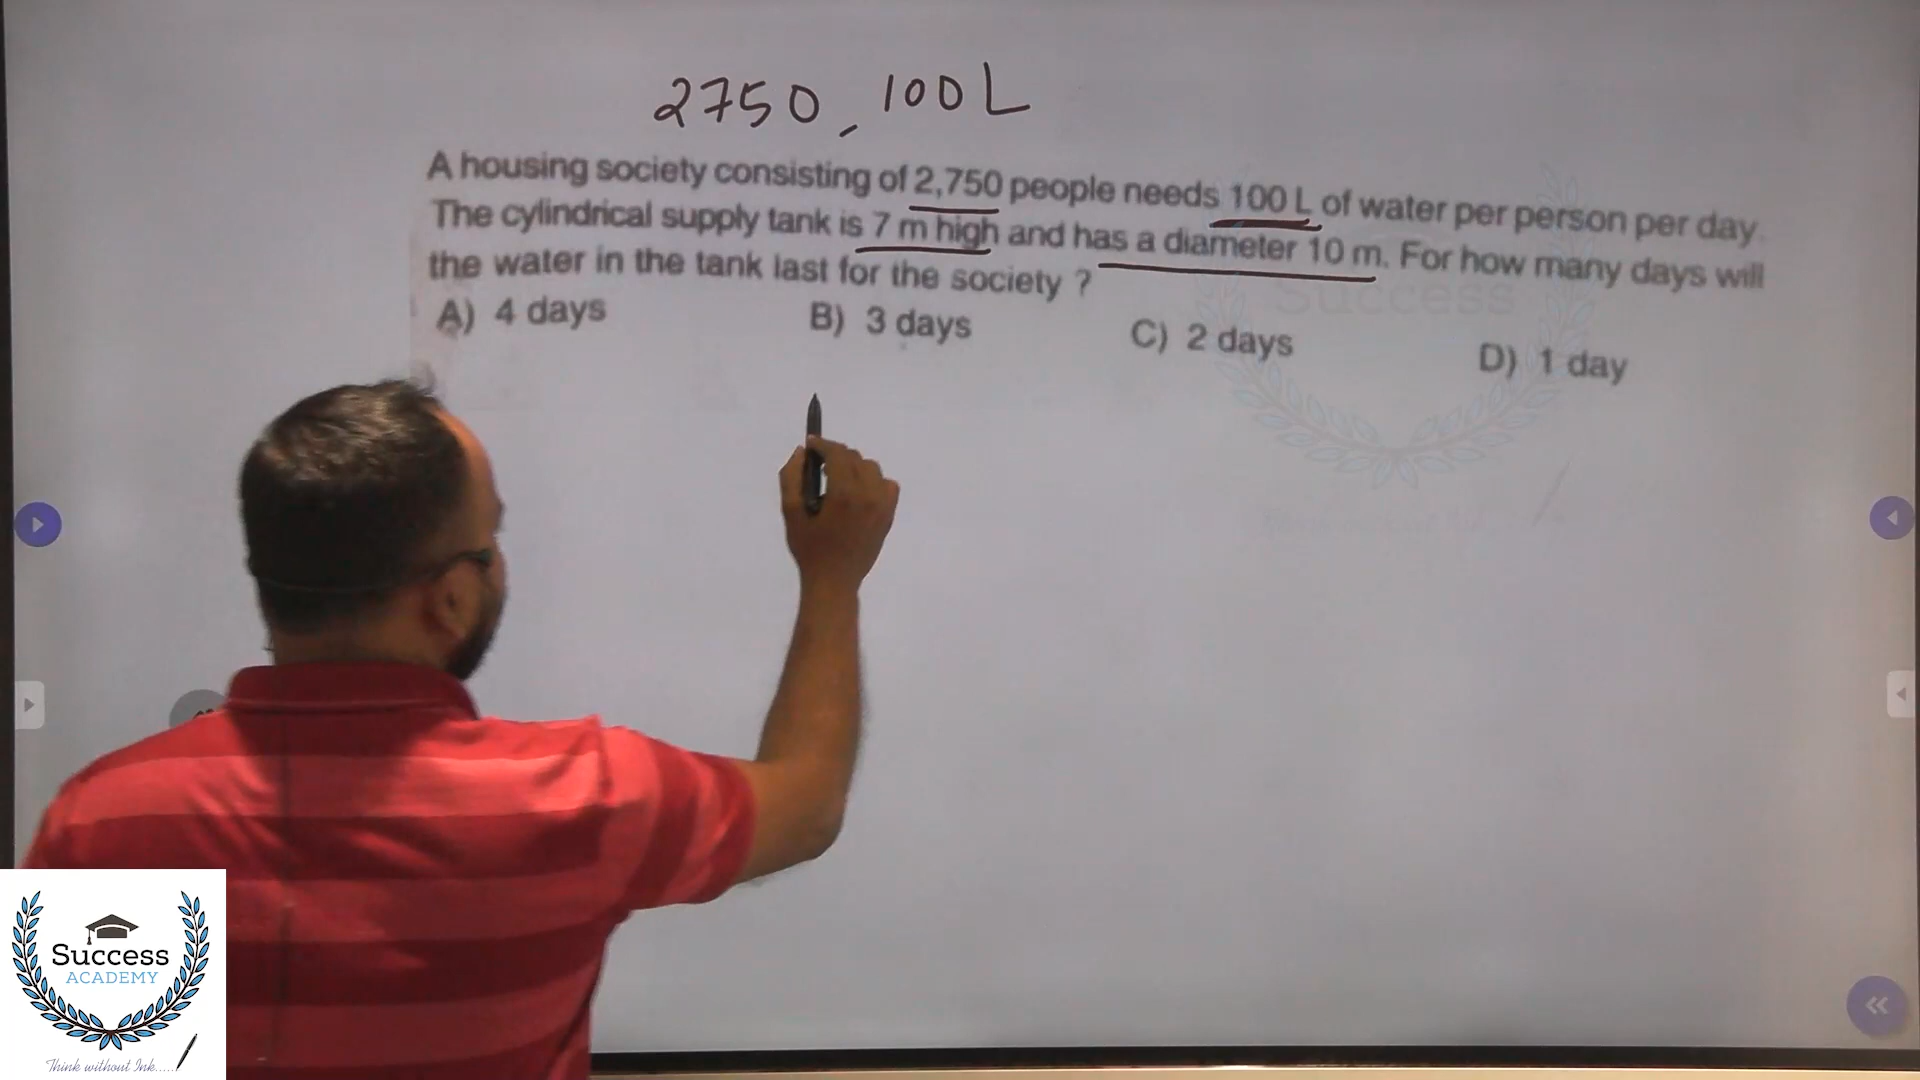 2750, 100 L
A housing society consisting of 2,750 people needs 100 L of water per person per day.
The cylindrical supply tank is 7 m high and has a diameter 10 m. For how many days will
the water in the tank last for the society ?
A) 4 days B) 3 days C) 2 days D) 1 day
Success
Success
ACADEMY
Think without Ink......